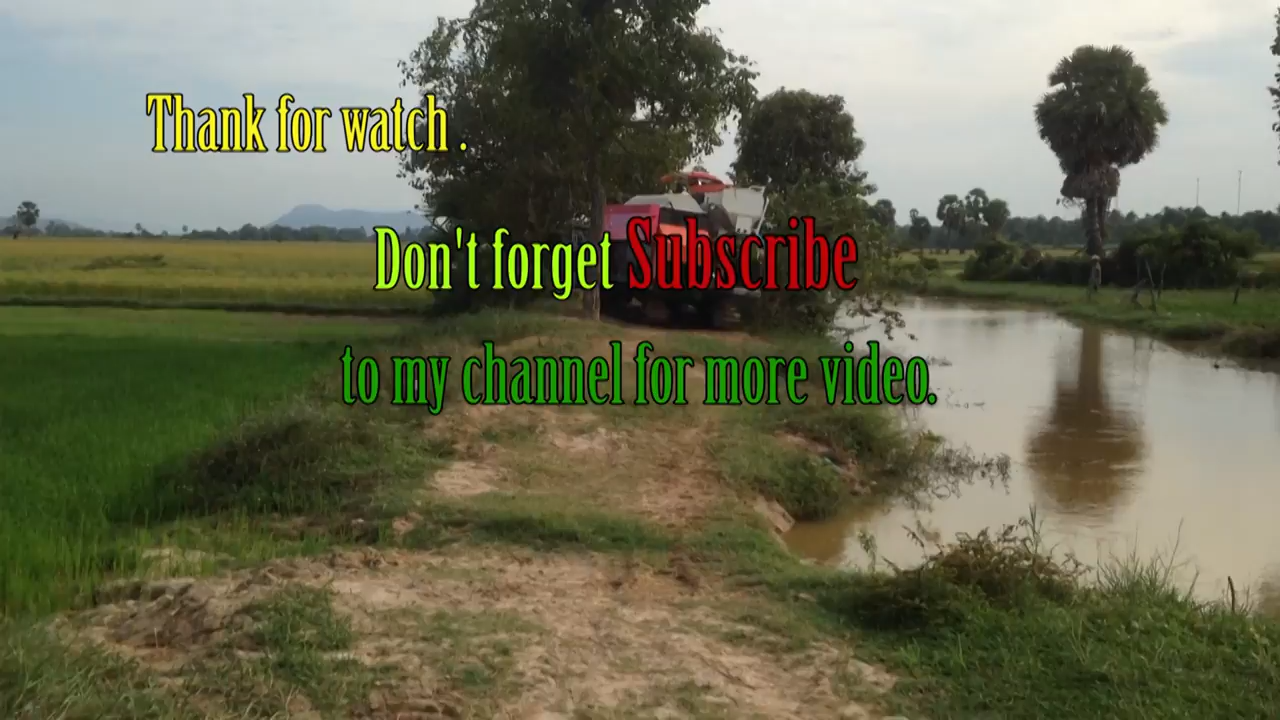 Thank for watch .
Don't forget Subscribe
to my channel for more video.